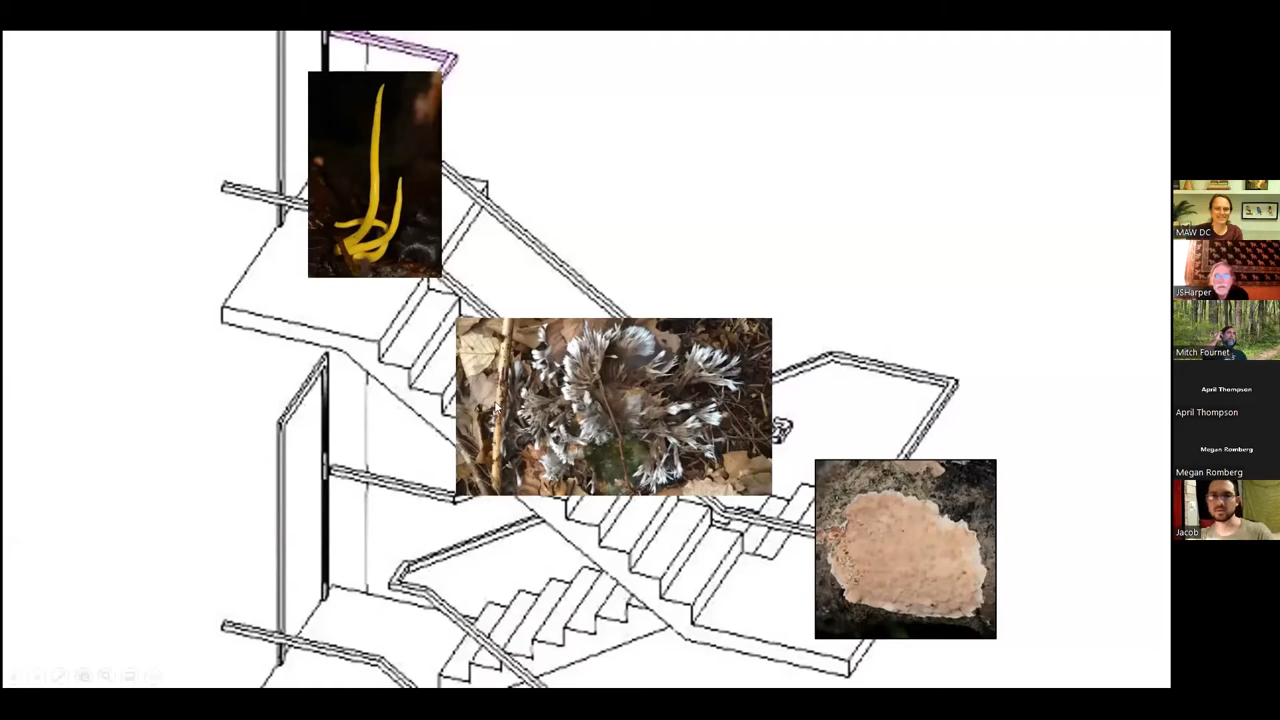 MAW DC
JSHarper
Mitch Fournet
April Thompson
April Thompson
Megan Romberg
Megan Romberg
Jacob